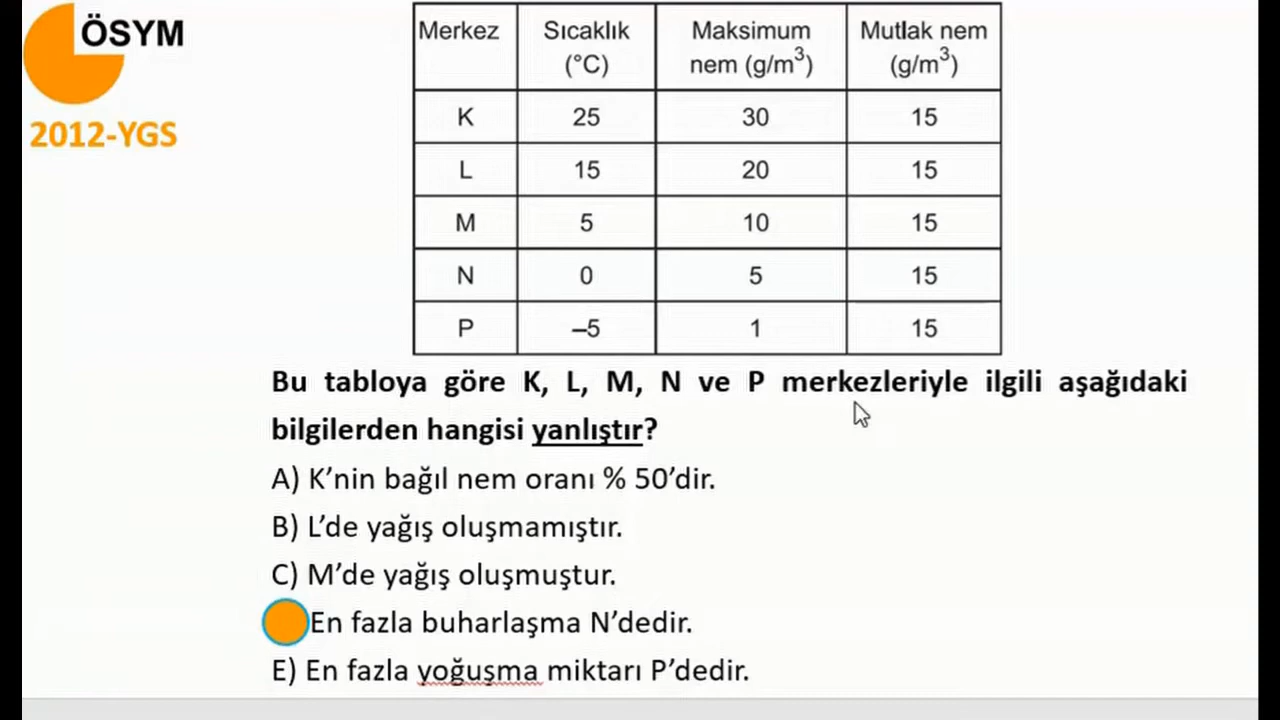 ÖSYM
2012-YGS
Merkez Sıcaklık (°C) Maksimum nem (g/m³) Mutlak nem (g/m³)
K 25 30 15
L 15 20 15
M 5 10 15
N 0 5 15
P –5 1 15
Bu tabloya göre K, L, M, N ve P merkezleriyle ilgili aşağıdaki
bilgilerden hangisi yanlıştır?
A) K’nin bağıl nem oranı % 50’dir.
B) L’de yağış oluşmamıştır.
C) M’de yağış oluşmuştur.
En fazla buharlaşma N’dedir.
E) En fazla yoğuşma miktarı P’dedir.